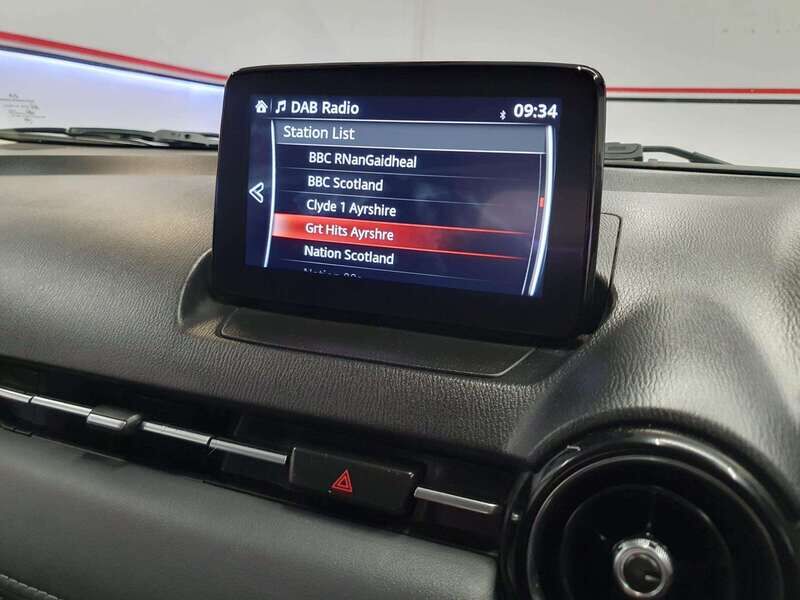 DAB Radio
09:34
Station List
BBC RNanGaidheal
BBC Scotland
Clyde 1 Ayrshire
Grt Hits Ayrshre
Nation Scotland